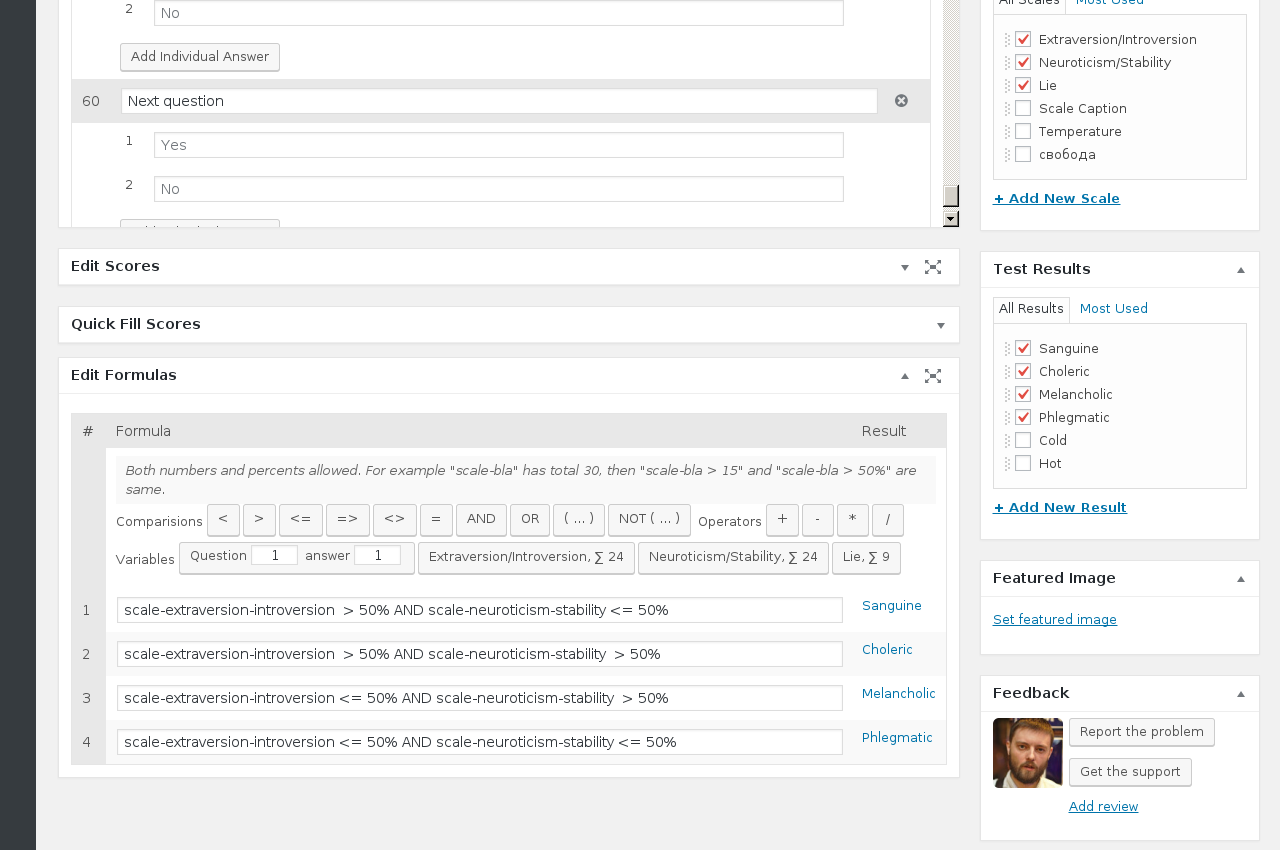 2
No
Add Individual Answer
60 Next question
1
Yes
2
No
Edit Scores
Quick Fill Scores
Edit Formulas
# Formula Result
Both numbers and percents allowed. For example "scale-bla" has total 30, then "scale-bla > 15" and "scale-bla > 50%" are
same.
Comparisions < > <= => <> = AND OR ( ... ) NOT ( ... ) Operators + - * /
Variables Question 1 answer 1 Extraversion/Introversion, ∑ 24 Neuroticism/Stability, ∑ 24 Lie, ∑ 9
1 scale-extraversion-introversion > 50% AND scale-neuroticism-stability <= 50% Sanguine
2 scale-extraversion-introversion > 50% AND scale-neuroticism-stability > 50% Choleric
3 scale-extraversion-introversion <= 50% AND scale-neuroticism-stability > 50% Melancholic
4 scale-extraversion-introversion <= 50% AND scale-neuroticism-stability <= 50% Phlegmatic
All Scales Most Used
Extraversion/Introversion
Neuroticism/Stability
Lie
Scale Caption
Temperature
свобода
+ Add New Scale
Test Results
All Results Most Used
Sanguine
Choleric
Melancholic
Phlegmatic
Cold
Hot
+ Add New Result
Featured Image
Set featured image
Feedback
Report the problem
Get the support
Add review